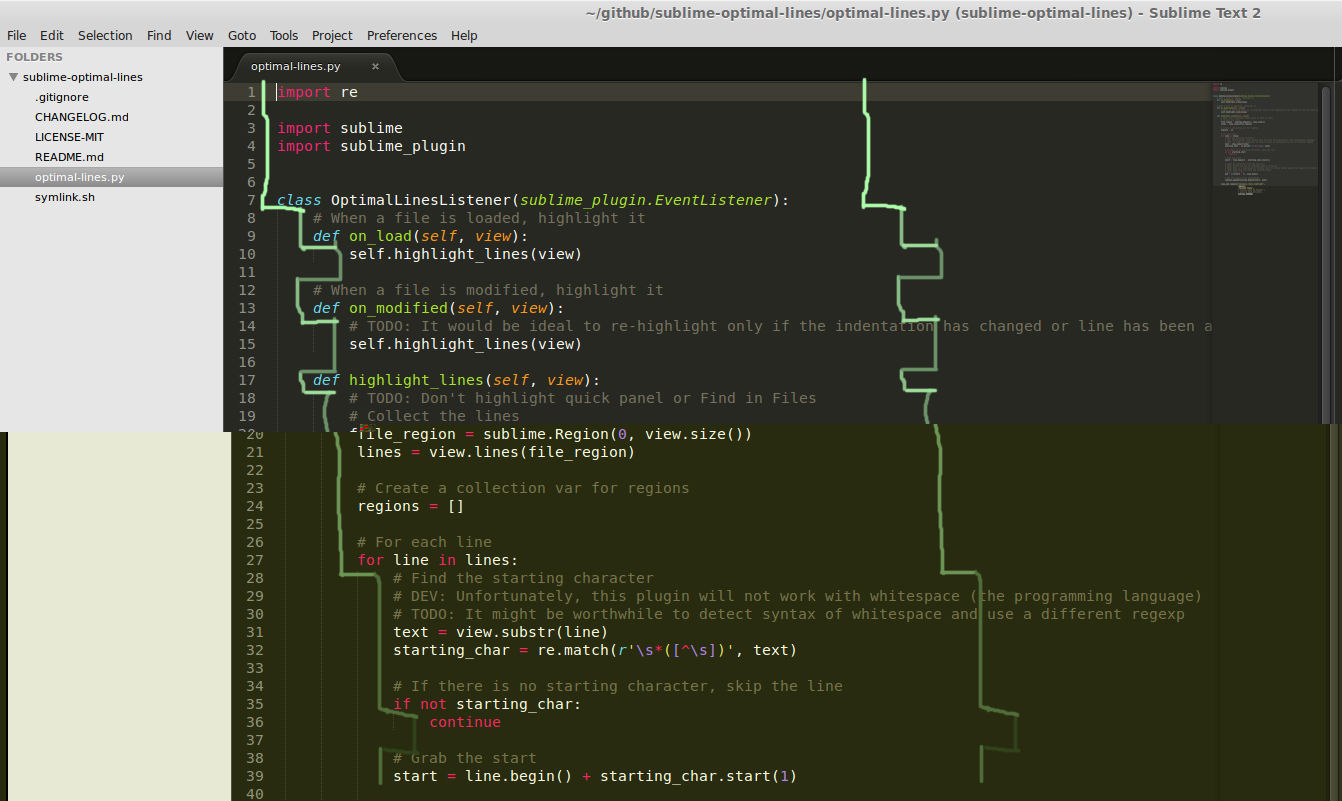 ~/github/sublime-optimal-lines/optimal-lines.py (sublime-optimal-lines) - Sublime Text 2
File Edit Selection Find View Goto Tools Project Preferences Help
FOLDERS
sublime-optimal-lines
.gitignore
CHANGELOG.md
LICENSE-MIT
README.md
optimal-lines.py
symlink.sh
optimal-lines.py ×
1 import re
2
3 import sublime
4 import sublime_plugin
5
6
7 class OptimalLinesListener(sublime_plugin.EventListener):
8 # When a file is loaded, highlight it
9 def on_load(self, view):
10 self.highlight_lines(view)
11
12 # When a file is modified, highlight it
13 def on_modified(self, view):
14 # TODO: It would be ideal to re-highlight only if the indentation has changed or line has been a
15 self.highlight_lines(view)
16
17 def highlight_lines(self, view):
18 # TODO: Don't highlight quick panel or Find in Files
19 # Collect the lines
20 file_region = sublime.Region(0, view.size())
21 lines = view.lines(file_region)
22
23 # Create a collection var for regions
24 regions = []
25
26 # For each line
27 for line in lines:
28 # Find the starting character
29 # DEV: Unfortunately, this plugin will not work with whitespace (the programming language)
30 # TODO: It might be worthwhile to detect syntax of whitespace and use a different regexp
31 text = view.substr(line)
32 starting_char = re.match(r'\s*([^\s])', text)
33
34 # If there is no starting character, skip the line
35 if not starting_char:
36 continue
37
38 # Grab the start
39 start = line.begin() + starting_char.start(1)
40